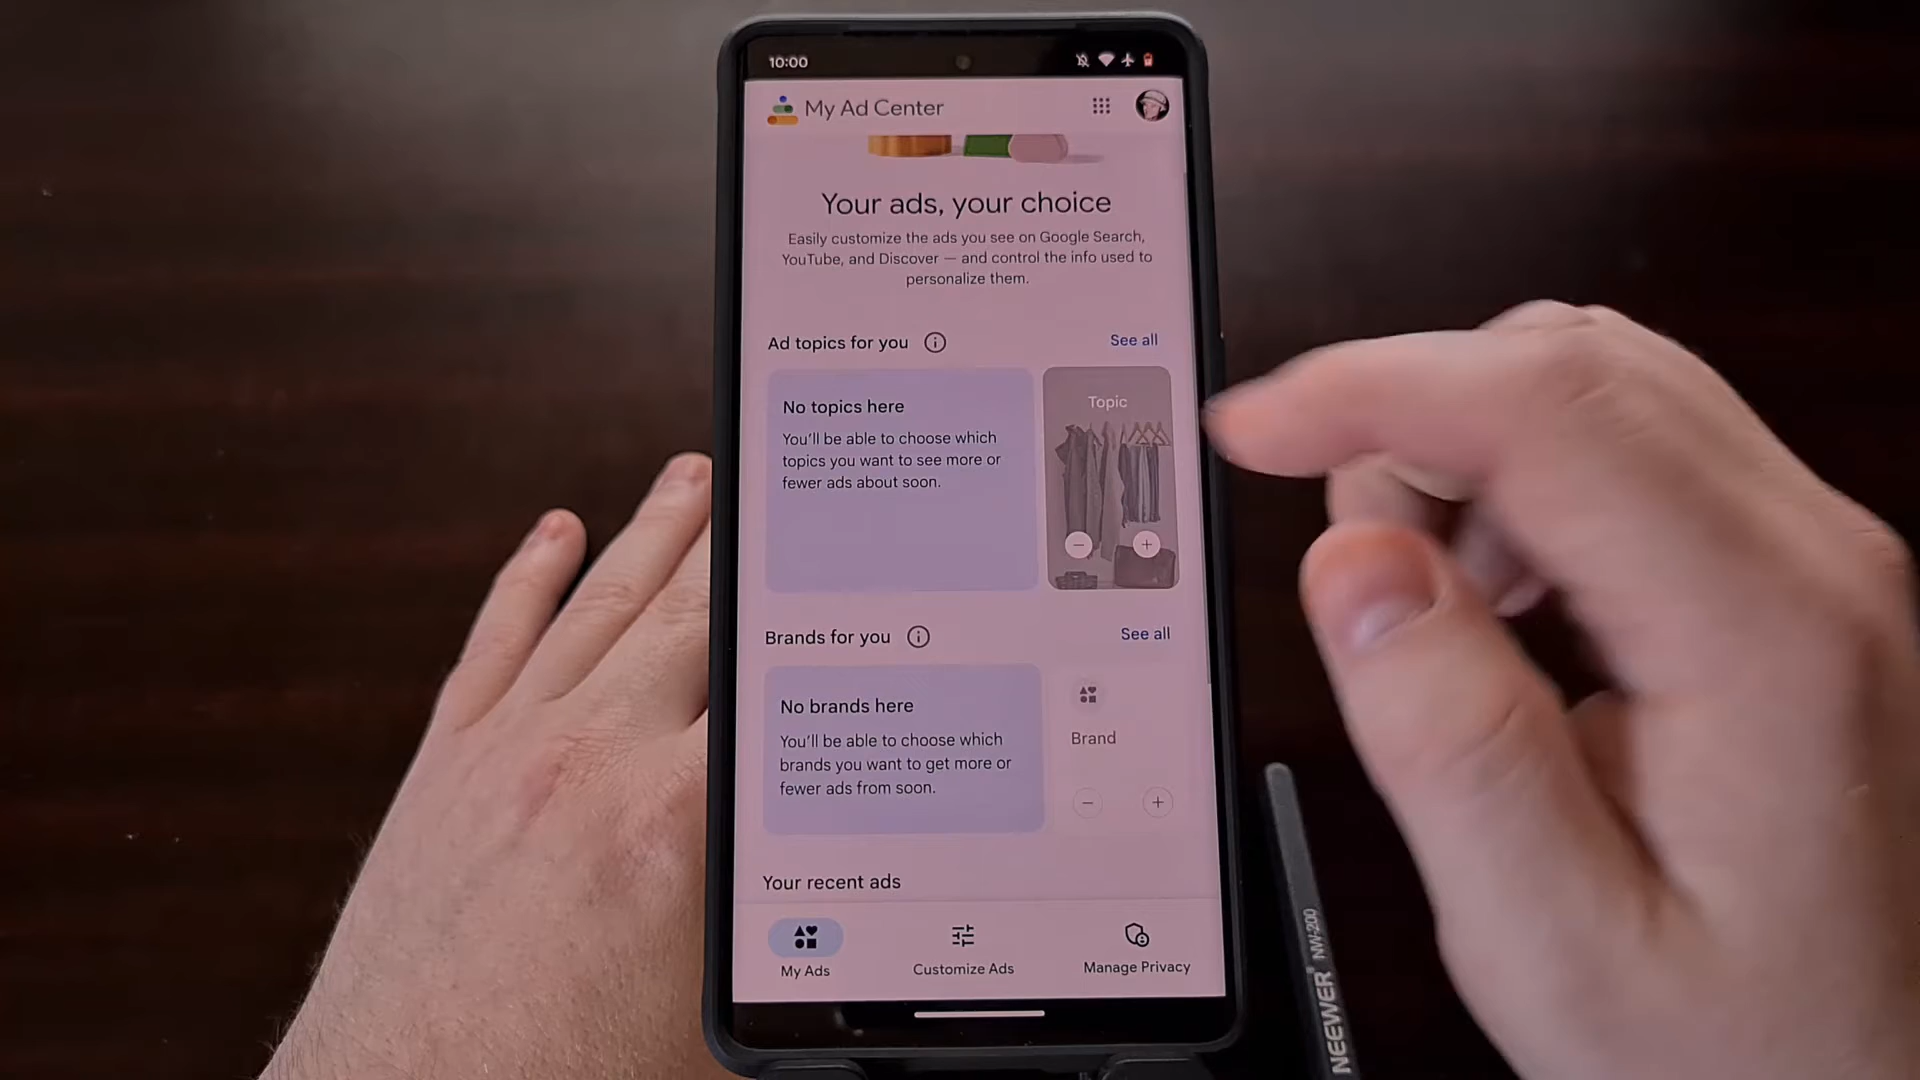 10:00
My Ad Center
Your ads, your choice
Easily customize the ads you see on Google Search,
YouTube, and Discover — and control the info used to
personalize them.
Ad topics for you
See all
No topics here
You'll be able to choose which
topics you want to see more or
fewer ads about soon.
Topic
Brands for you
See all
No brands here
You'll be able to choose which
brands you want to get more or
fewer ads from soon.
Brand
Your recent ads
My Ads
Customize Ads
Manage Privacy
NEEWER® NW-200